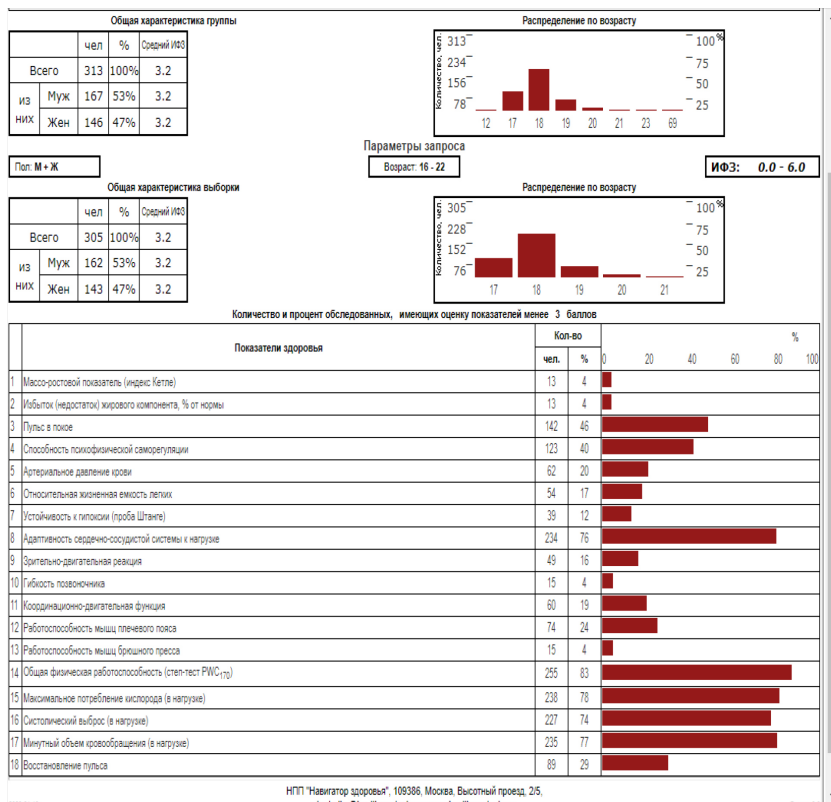 Общая характеристика группы
чел % Средний ИФЗ
Всего 313 100% 3.2
из них Муж 167 53% 3.2
Жен 146 47% 3.2
Распределение по возрасту
Количество, чел.
313 100%
234 75
156 50
78 25
12 17 18 19 20 21 23 69
Параметры запроса
Пол: М + Ж Возраст: 16 - 22 ИФЗ: 0.0 - 6.0
Общая характеристика выборки
чел % Средний ИФЗ
Всего 305 100% 3.2
из них Муж 162 53% 3.2
Жен 143 47% 3.2
Распределение по возрасту
Количество, чел.
305 100%
228 75
152 50
76 25
17 18 19 20 21
Количество и процент обследованных, имеющих оценку показателей менее 3 баллов
Показатели здоровья Кол-во %
чел. % 0 20 40 60 80 100
1 Массо-ростовой показатель (индекс Кетле) 13 4
2 Избыток (недостаток) жирового компонента, % от нормы 13 4
3 Пульс в покое 142 46
4 Способность психофизической саморегуляции 123 40
5 Артериальное давление крови 62 20
6 Относительная жизненная емкость легких 54 17
7 Устойчивость к гипоксии (проба Штанге) 39 12
8 Адаптивность сердечно-сосудистой системы к нагрузке 234 76
9 Зрительно-двигательная реакция 49 16
10 Гибкость позвоночника 15 4
11 Координационно-двигательная функция 60 19
12 Работоспособность мышц плечевого пояса 74 24
13 Работоспособность мышц брюшного пресса 15 4
14 Общая физическая работоспособность (степ-тест PWC170) 255 83
15 Максимальное потребление кислорода (в нагрузке) 238 78
16 Систолический выброс (в нагрузке) 227 74
17 Минутный объем кровообращения (в нагрузке) 235 77
18 Восстановление пульса 89 29
НПП "Навигатор здоровья", 109386, Москва, Высотный проезд, 2/5,